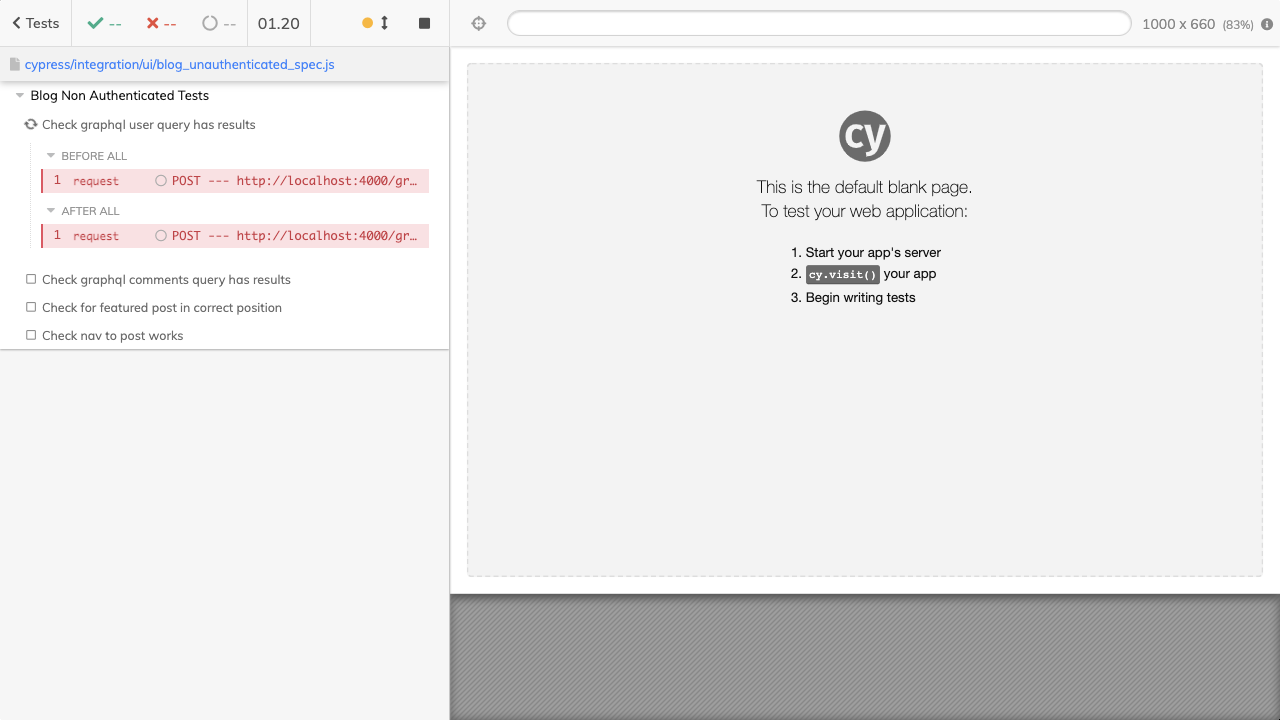 Tests -- -- -- 01.20 1000 x 660 (83%)
cypress/integration/ui/blog_unauthenticated_spec.js
Blog Non Authenticated Tests
Check graphql user query has results
BEFORE ALL
1 request POST --- http://localhost:4000/gr…
AFTER ALL
1 request POST --- http://localhost:4000/gr…
Check graphql comments query has results
Check for featured post in correct position
Check nav to post works
cy
This is the default blank page.
To test your web application:
1. Start your app's server
2. cy.visit() your app
3. Begin writing tests